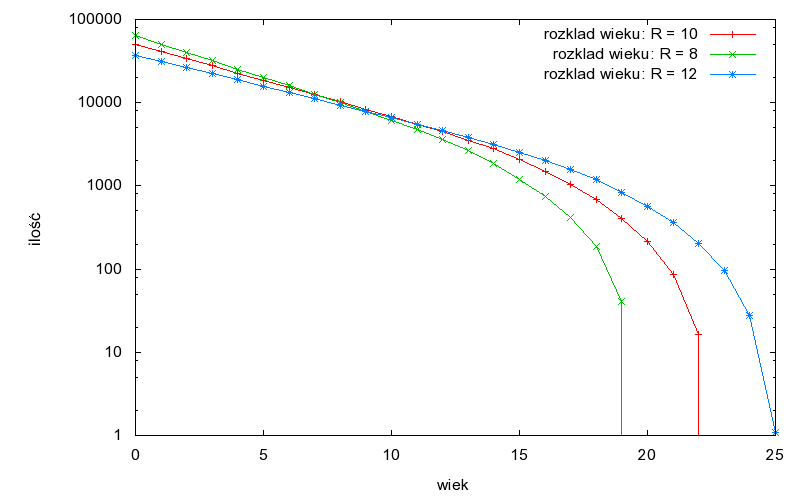 100000
rozklad wieku: R = 10
rozklad wieku: R = 8
rozklad wieku: R = 12
10000
1000
ilość
100
10
1
0 5 10 15 20 25
wiek